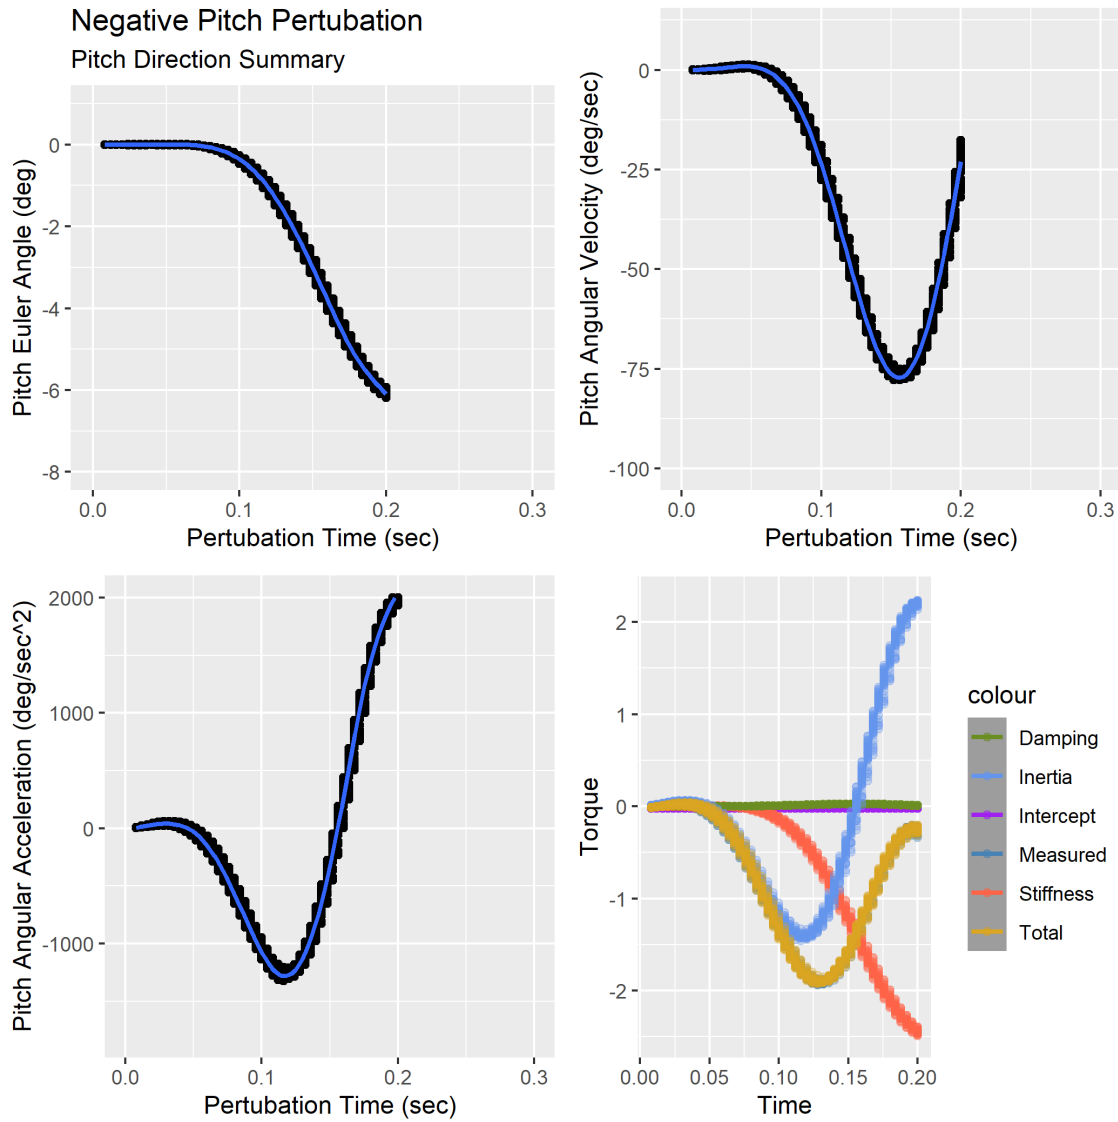 Negative Pitch Pertubation
Pitch Direction Summary
Pitch Euler Angle (deg)
0
-2
-4
-6
-8
0.0
0.1
0.2
0.3
Pertubation Time (sec)
Pitch Angular Velocity (deg/sec)
0
-25
-50
-75
-100
0.0
0.1
0.2
0.3
Pertubation Time (sec)
Pitch Angular Acceleration (deg/sec^2)
2000
1000
0
-1000
0.0
0.1
0.2
0.3
Pertubation Time (sec)
Torque
2
1
0
-1
-2
0.00
0.05
0.10
0.15
0.20
Time
colour
Damping
Inertia
Intercept
Measured
Stiffness
Total